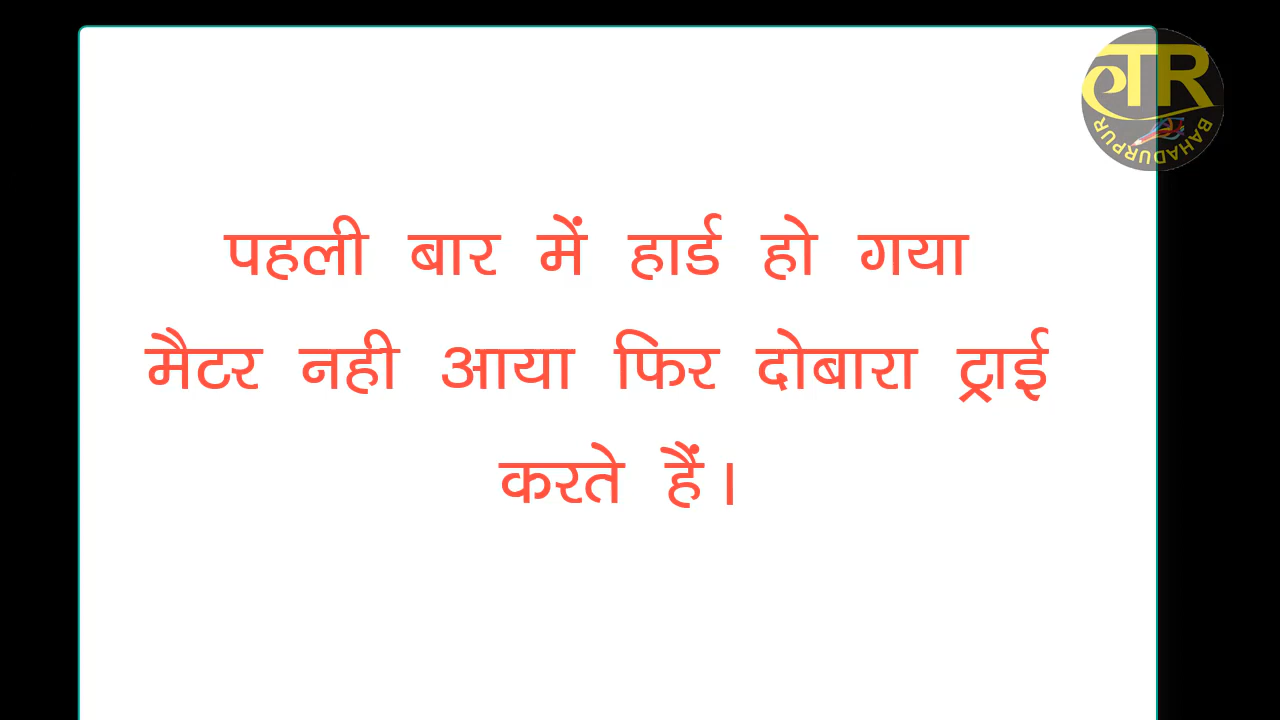 TR
BAHADURPUR
पहली बार में हार्ड हो गया
मैटर नही आया फिर दोबारा ट्राई
करते हैं।